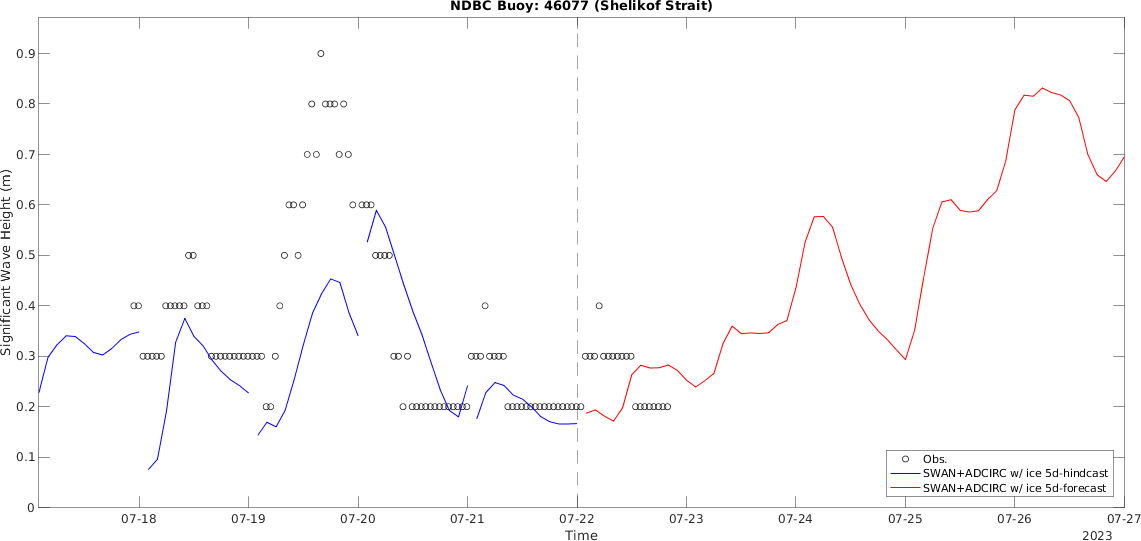 NDBC Buoy: 46077 (Shelikof Strait)
Significant Wave Height (m)
0.9
0.8
0.7
0.6
0.5
0.4
0.3
0.2
0.1
0
Obs.
SWAN+ADCIRC w/ ice 5d-hindcast
SWAN+ADCIRC w/ ice 5d-forecast
07-18 07-19 07-20 07-21 07-22 07-23 07-24 07-25 07-26 07-27
Time
2023